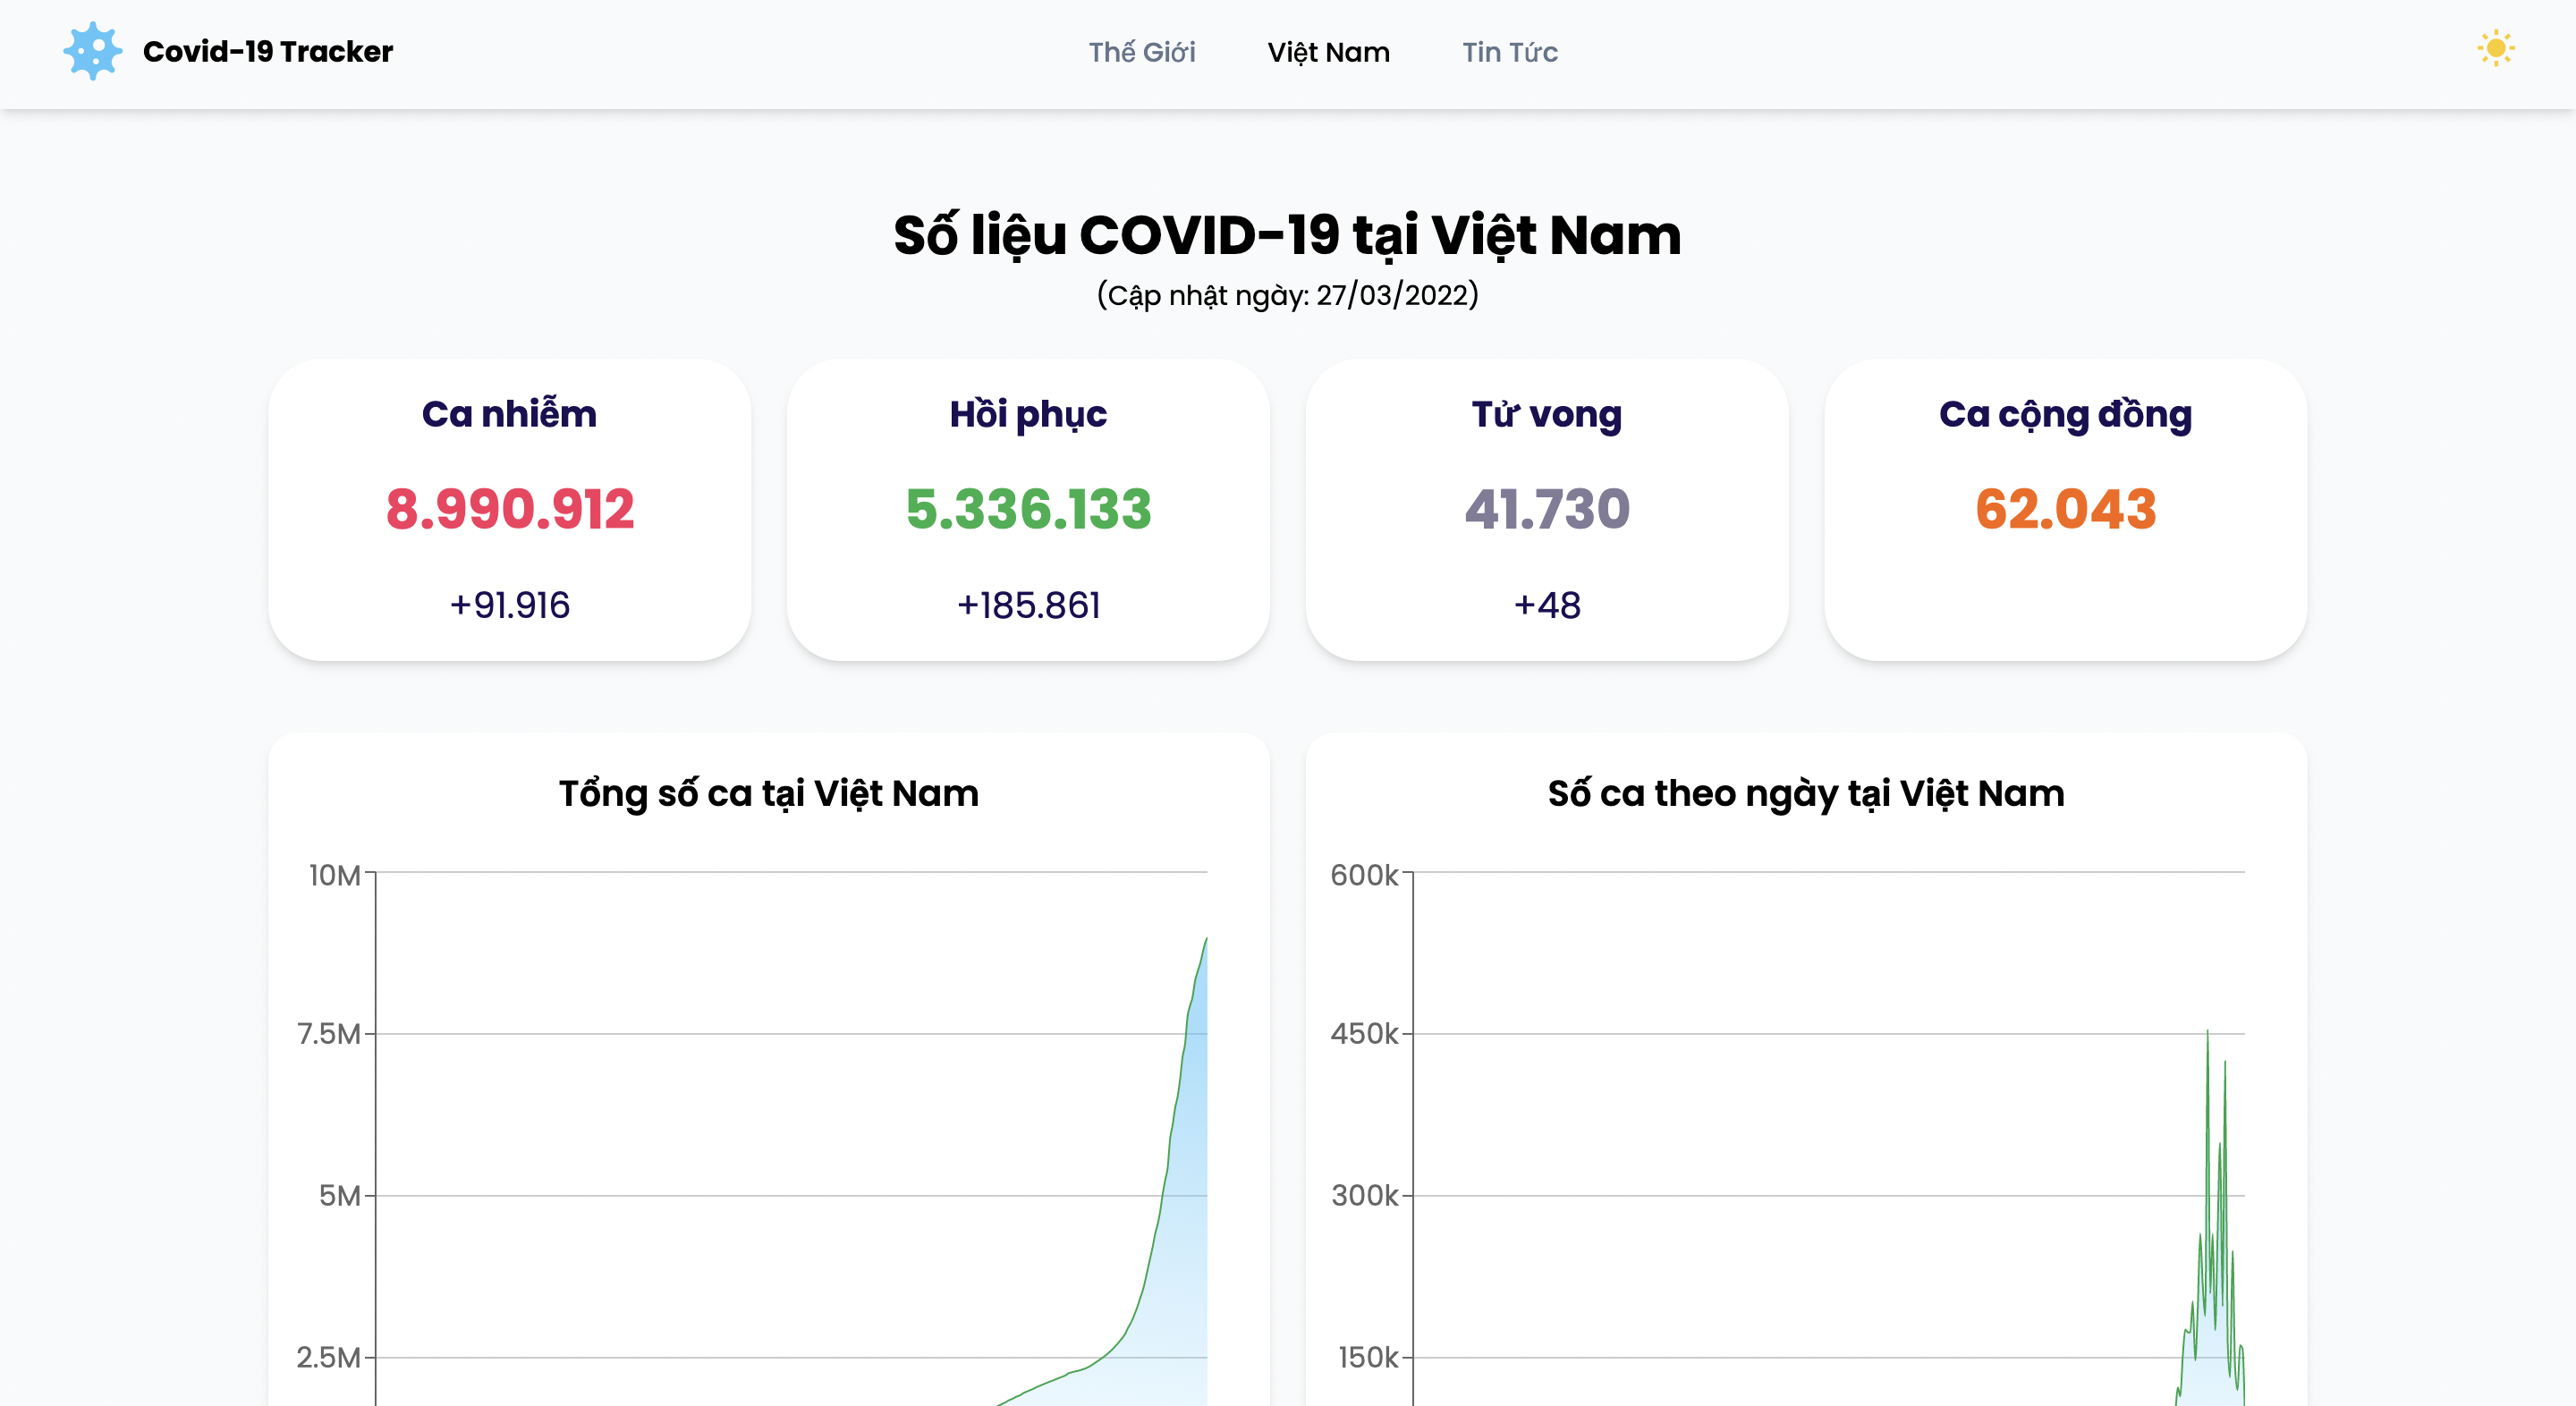 Covid-19 Tracker
Thế Giới
Việt Nam
Tin Tức
Số liệu COVID-19 tại Việt Nam
(Cập nhật ngày: 27/03/2022)
Ca nhiễm
8.990.912
+91.916
Hồi phục
5.336.133
+185.861
Tử vong
41.730
+48
Ca cộng đồng
62.043
Tổng số ca tại Việt Nam
10M
7.5M
5M
2.5M
Số ca theo ngày tại Việt Nam
600k
450k
300k
150k